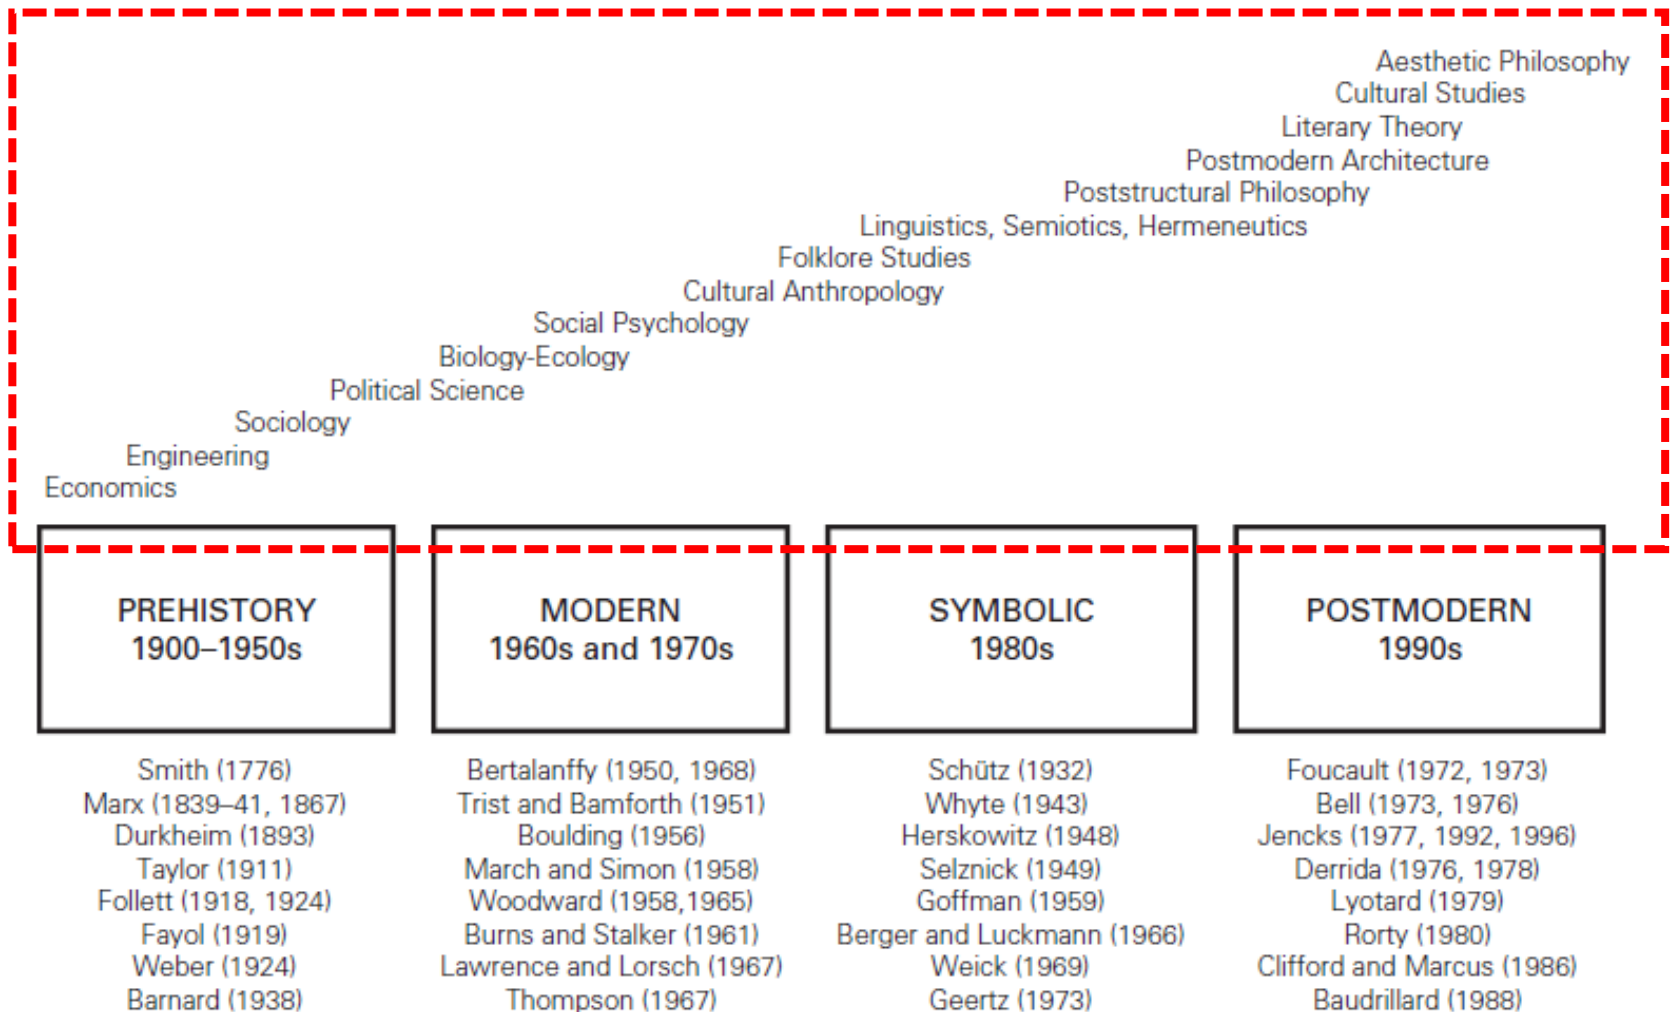 Aesthetic Philosophy
Cultural Studies
Literary Theory
Postmodern Architecture
Poststructural Philosophy
Linguistics, Semiotics, Hermeneutics
Folklore Studies
Cultural Anthropology
Social Psychology
Biology-Ecology
Political Science
Sociology
Engineering
Economics
PREHISTORY
1900–1950s
MODERN
1960s and 1970s
SYMBOLIC
1980s
POSTMODERN
1990s
Smith (1776)
Marx (1839–41, 1867)
Durkheim (1893)
Taylor (1911)
Follett (1918, 1924)
Fayol (1919)
Weber (1924)
Barnard (1938)
Bertalanffy (1950, 1968)
Trist and Bamforth (1951)
Boulding (1956)
March and Simon (1958)
Woodward (1958,1965)
Burns and Stalker (1961)
Lawrence and Lorsch (1967)
Thompson (1967)
Schütz (1932)
Whyte (1943)
Herskowitz (1948)
Selznick (1949)
Goffman (1959)
Berger and Luckmann (1966)
Weick (1969)
Geertz (1973)
Foucault (1972, 1973)
Bell (1973, 1976)
Jencks (1977, 1992, 1996)
Derrida (1976, 1978)
Lyotard (1979)
Rorty (1980)
Clifford and Marcus (1986)
Baudrillard (1988)